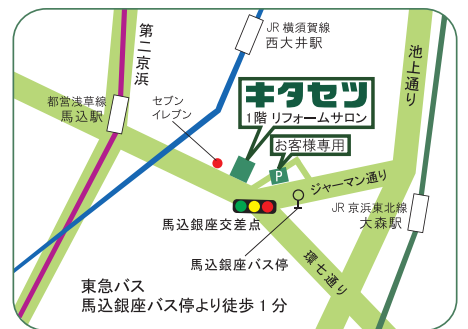 第二京浜
JR 横須賀線
西大井駅
池上通り
都営浅草線
馬込駅
セブン
イレブン
キタセツ
1階 リフォームサロン
お客様専用
P
ジャーマン通り
JR 京浜東北線
大森駅
馬込銀座交差点
馬込銀座バス停
環七通り
東急バス
馬込銀座バス停より徒歩1分